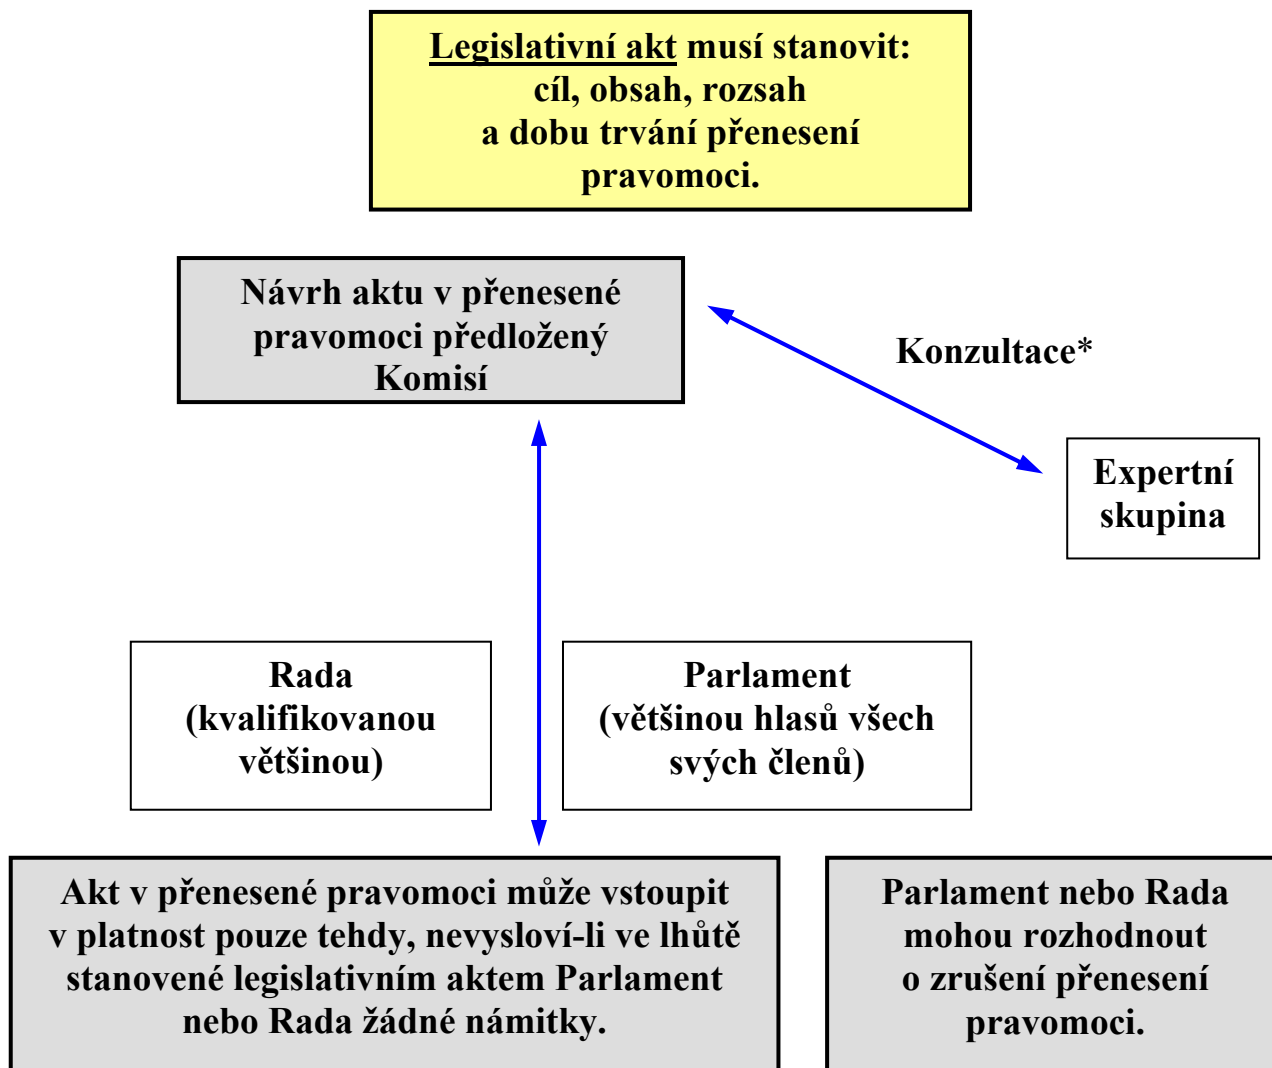 Legislativní akt musí stanovit:
cíl, obsah, rozsah
a dobu trvání přenesení
pravomoci.
Návrh aktu v přenesené
pravomoci předložený
Komisí
Konzultace*
Expertní
skupina
Rada
(kvalifikovanou
většinou)
Parlament
(většinou hlasů všech
svých členů)
Akt v přenesené pravomoci může vstoupit
v platnost pouze tehdy, nevysloví-li ve lhůtě
stanovené legislativním aktem Parlament
nebo Rada žádné námitky.
Parlament nebo Rada
mohou rozhodnout
o zrušení přenesení
pravomoci.